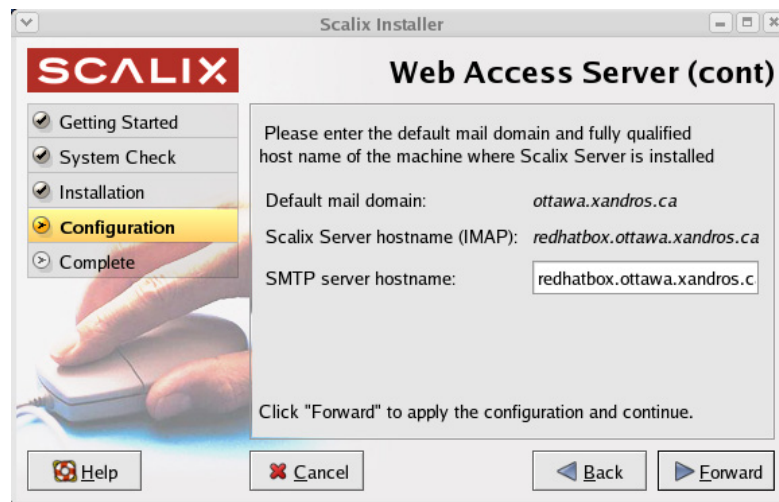 Scalix Installer
SCALIX
Web Access Server (cont)
Getting Started
System Check
Installation
Configuration
Complete
Please enter the default mail domain and fully qualified
host name of the machine where Scalix Server is installed
Default mail domain: ottawa.xandros.ca
Scalix Server hostname (IMAP): redhatbox.ottawa.xandros.ca
SMTP server hostname: redhatbox.ottawa.xandros.c
Click "Forward" to apply the configuration and continue.
Help Cancel Back Forward